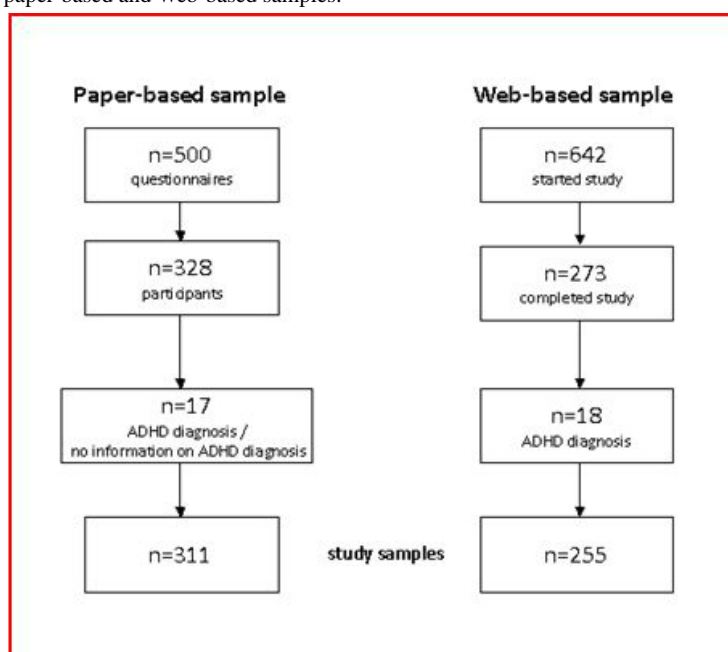 paper-based and Web-based samples.
Paper-based sample
Web-based sample
n=500
questionnaires
n=642
started study
n=328
participants
n=273
completed study
n=17
ADHD diagnosis /
no information on ADHD diagnosis
n=18
ADHD diagnosis
n=311
study samples
n=255